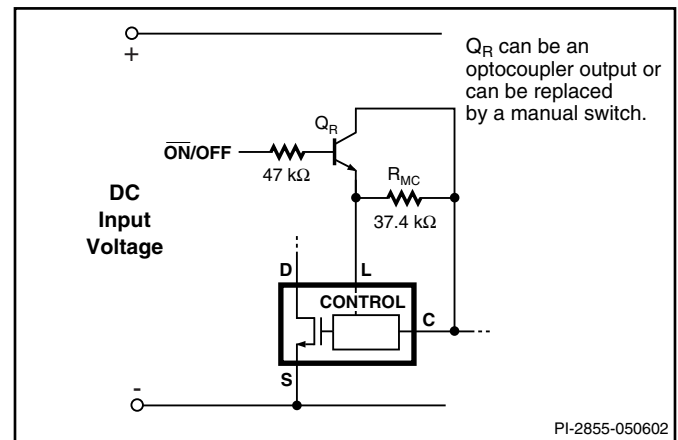 +
Q_R can be an
optocoupler output or
can be replaced
by a manual switch.
Q_R
ON/OFF
47 kΩ
R_MC
37.4 kΩ
DC
Input
Voltage
D
L
CONTROL
C
S
-
PI-2855-050602